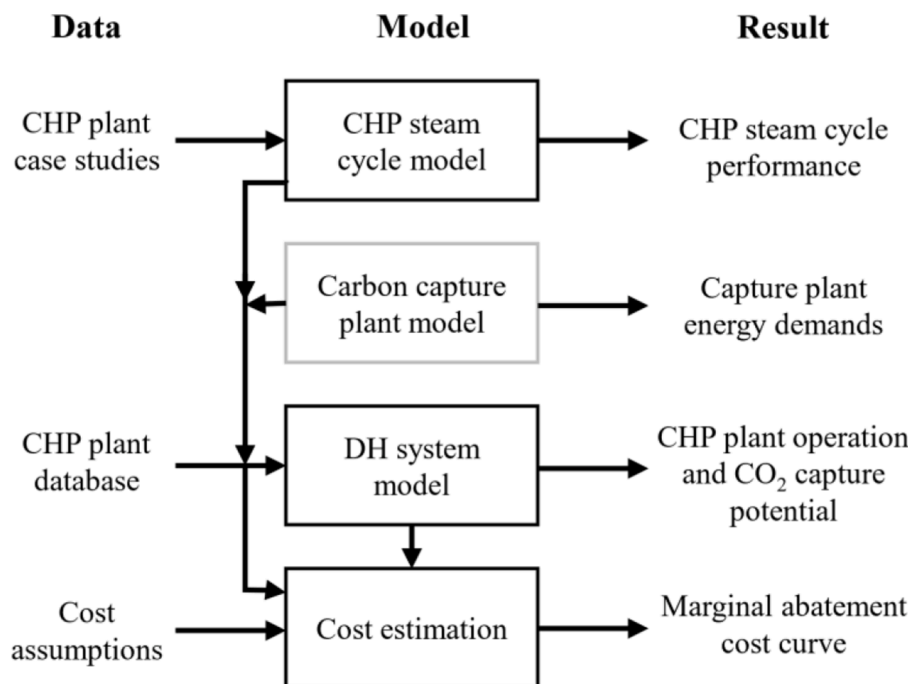 Data
Model
Result
CHP plant
case studies
CHP steam
cycle model
CHP steam cycle
performance
Carbon capture
plant model
Capture plant
energy demands
CHP plant
database
DH system
model
CHP plant operation
and CO₂ capture
potential
Cost
assumptions
Cost estimation
Marginal abatement
cost curve